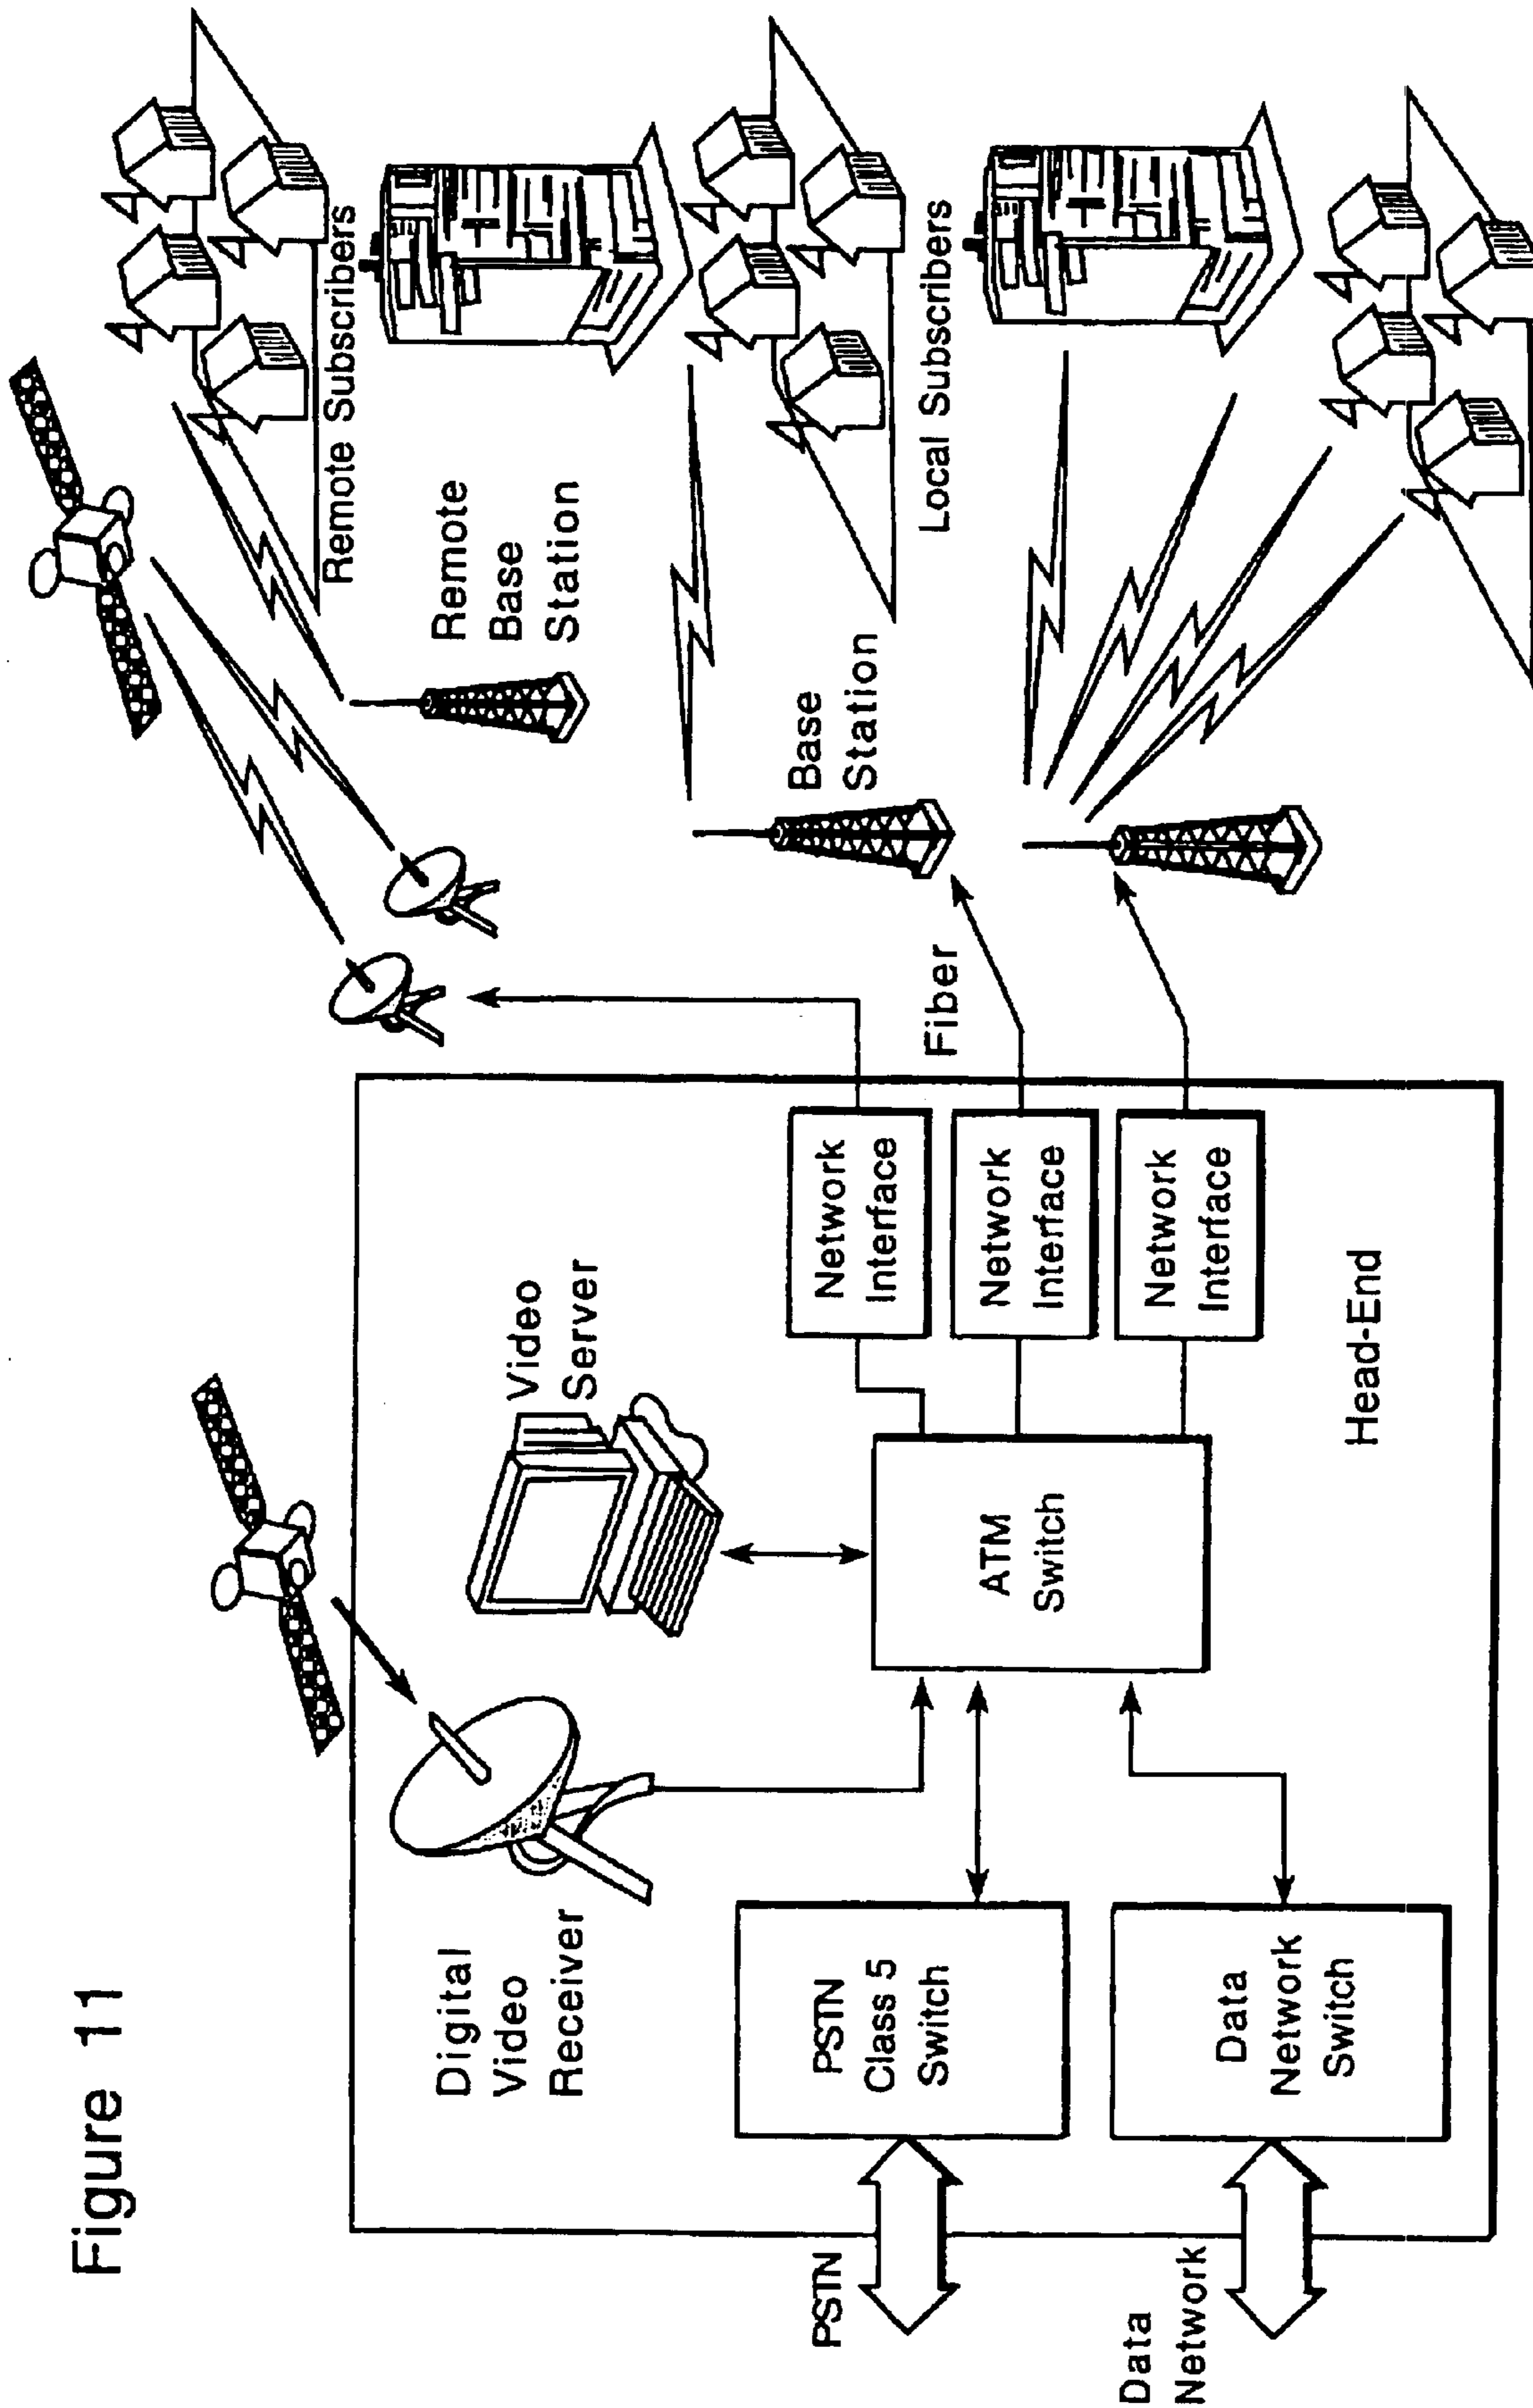 Figure 11
Digital
Video
Receiver
Video
Server
PSTN
PSTN
Class 5
Switch
Data
Network
Data
Network
Switch
ATM
Switch
Network
Interface
Network
Interface
Network
Interface
Head-End
Fiber
Remote
Base
Station
Base
Station
Remote Subscribers
Local Subscribers